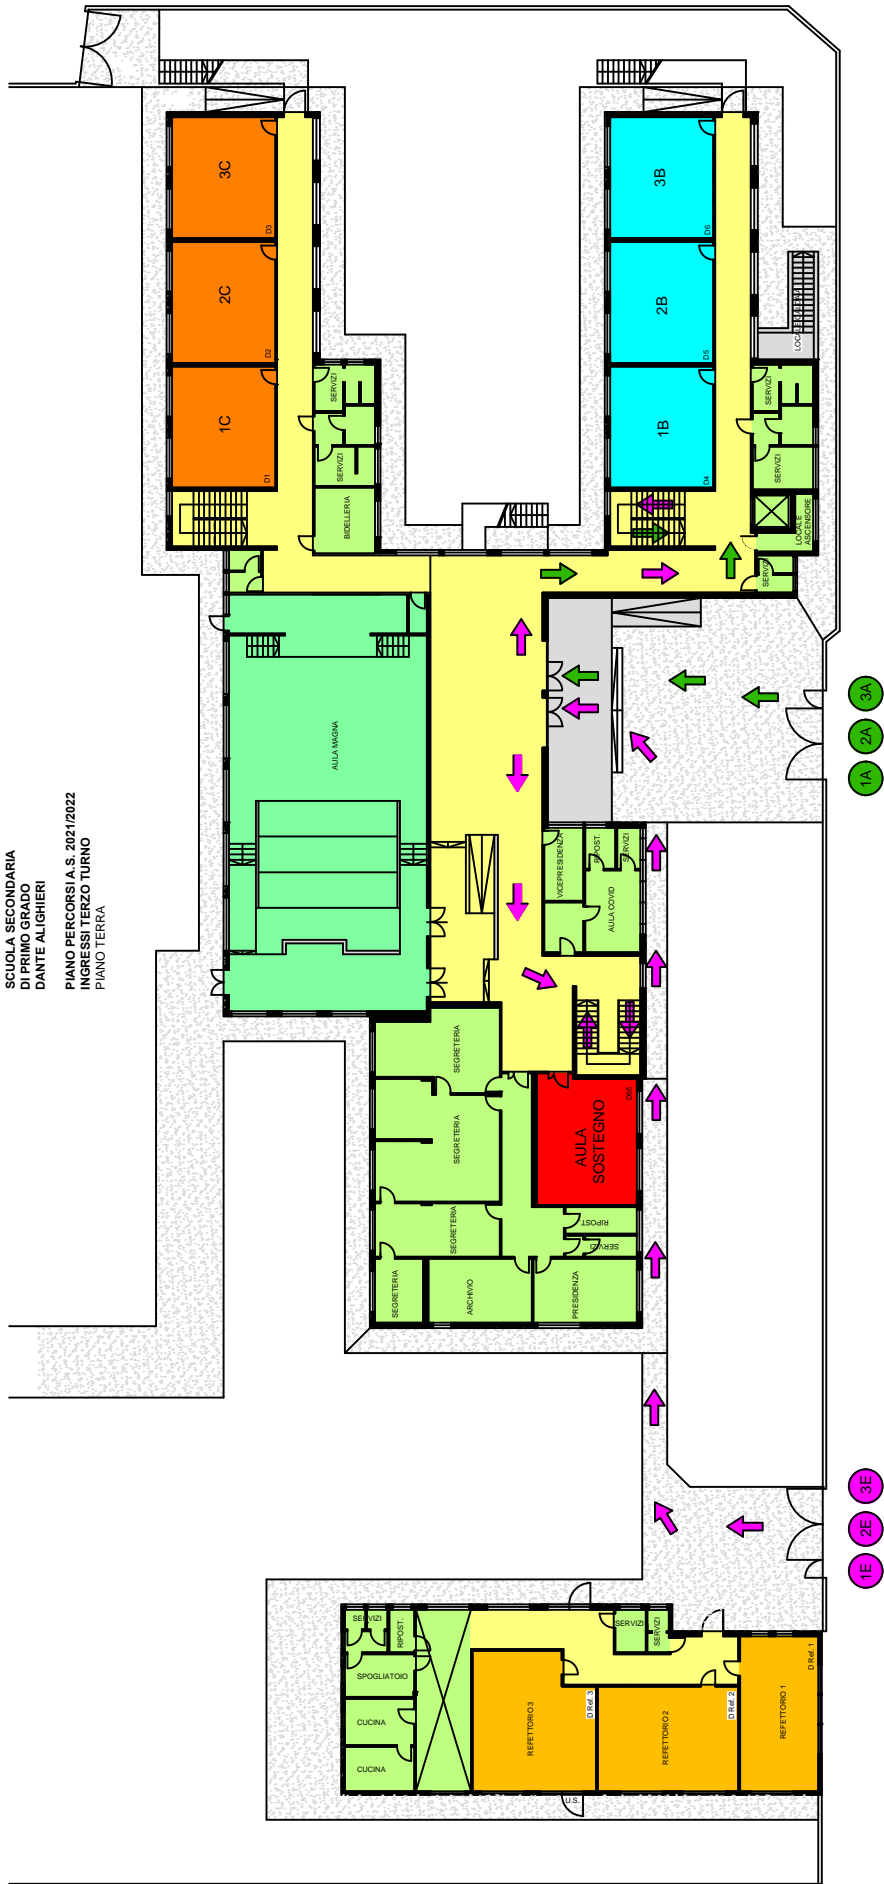 SCUOLA SECONDARIA
DI PRIMO GRADO
DANTE ALIGHIERI
PIANO PERCORSI A.S. 2021/2022
INGRESSI TERZO TURNO
PIANO TERRA
3C
D3
2C
D2
1C
D1
3B
D6
2B
D5
1B
D4
SERVIZI
SERVIZI
BIDELLERIA
SERVIZI
SERVIZI
LOCALE
ASCENSORE
SERVIZI
LOCALE
AULA MAGNA
VICEPRESIDENZA
RIPOST.
SERVIZI
AULA COVID
SEGRETERIA
SEGRETERIA
SEGRETERIA
SEGRETERIA
ARCHIVIO
PRESIDENZA
AULA
SOSTEGNO
D55
RIPOST
SERVIZI
3A
2A
1A
3E
2E
1E
SERVIZI
RIPOST.
SPOGLIATOIO
CUCINA
CUCINA
SERVIZI
SERVIZI
REFETTORIO 3
D Ref. 3
REFETTORIO 2
D Ref. 2
REFETTORIO 1
D Ref. 1
U.S.